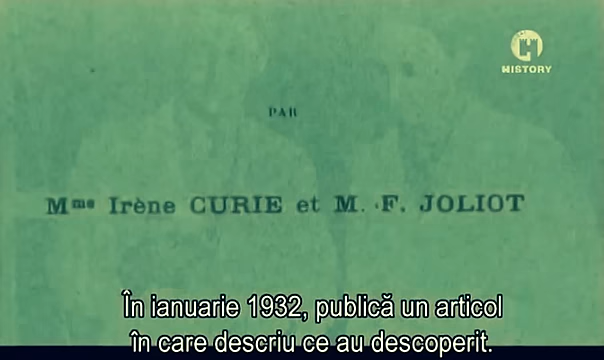 HISTORY
PAR
Mme Irène CURIE et M. F. JOLIOT
În ianuarie 1932, publică un articol
în care descriu ce au descoperit.